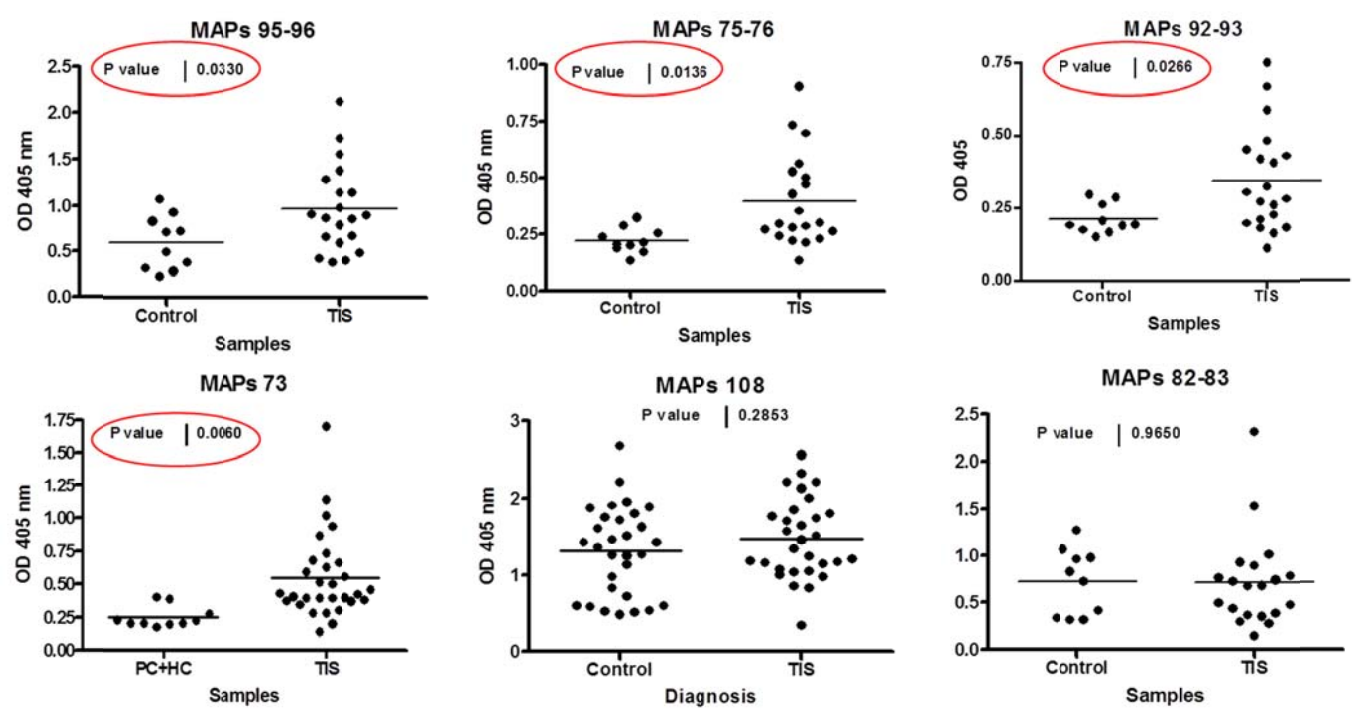 MAPs 95-96
P value | 0.0330
2.5
2.0
1.5
1.0
0.5
0.0
OD 405 nm
Control TIS
Samples
MAPs 75-76
P value | 0.0136
1.00
0.75
0.50
0.25
0.00
OD 405 nm
Control TIS
Samples
MAPs 92-93
P value | 0.0266
0.75
0.50
0.25
0.00
OD 405
Control TIS
Samples
MAPs 73
P value | 0.0060
1.75
1.50
1.25
1.00
0.75
0.50
0.25
0.00
OD 405 nm
PC+HC TIS
Samples
MAPs 108
P value | 0.2853
3
2
1
0
OD 405 nm
Control TIS
Diagnosis
MAPs 82-83
P value | 0.9650
2.5
2.0
1.5
1.0
0.5
0.0
OD 405 nm
Control TIS
Samples